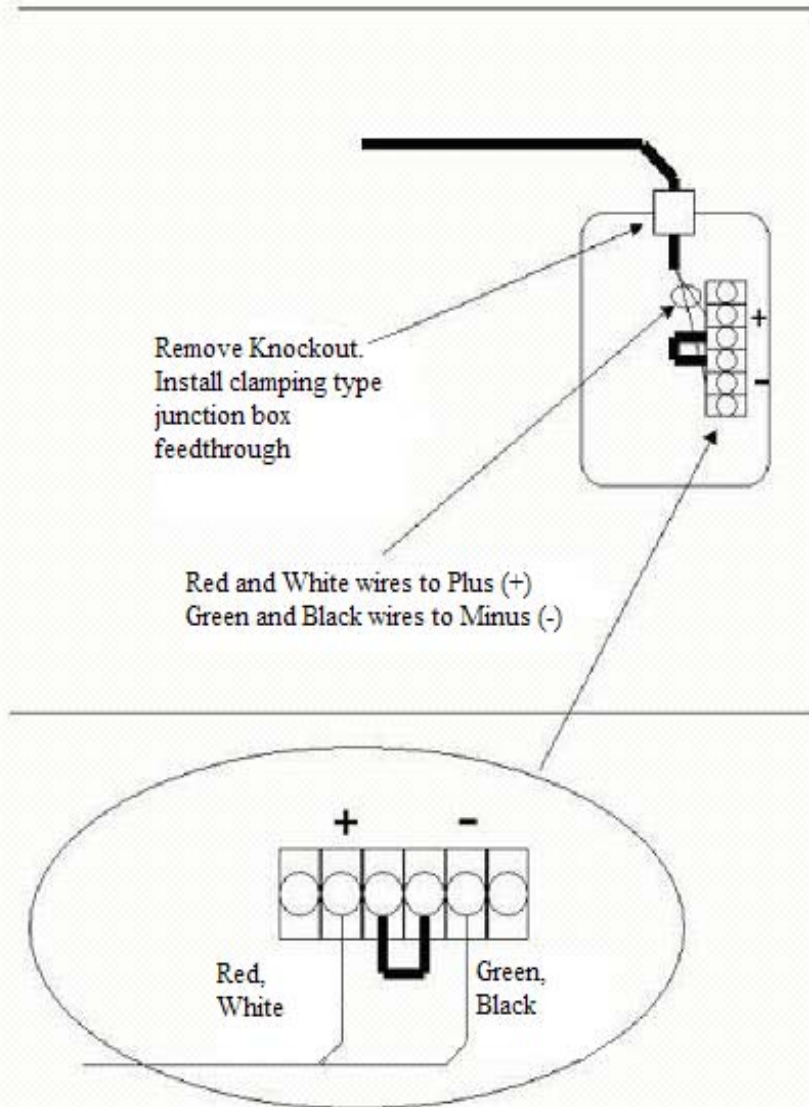 Remove Knockout.
Install clamping type
junction box
feedthrough
+
-
Red and White wires to Plus (+)
Green and Black wires to Minus (-)
+ -
Red,
White
Green,
Black